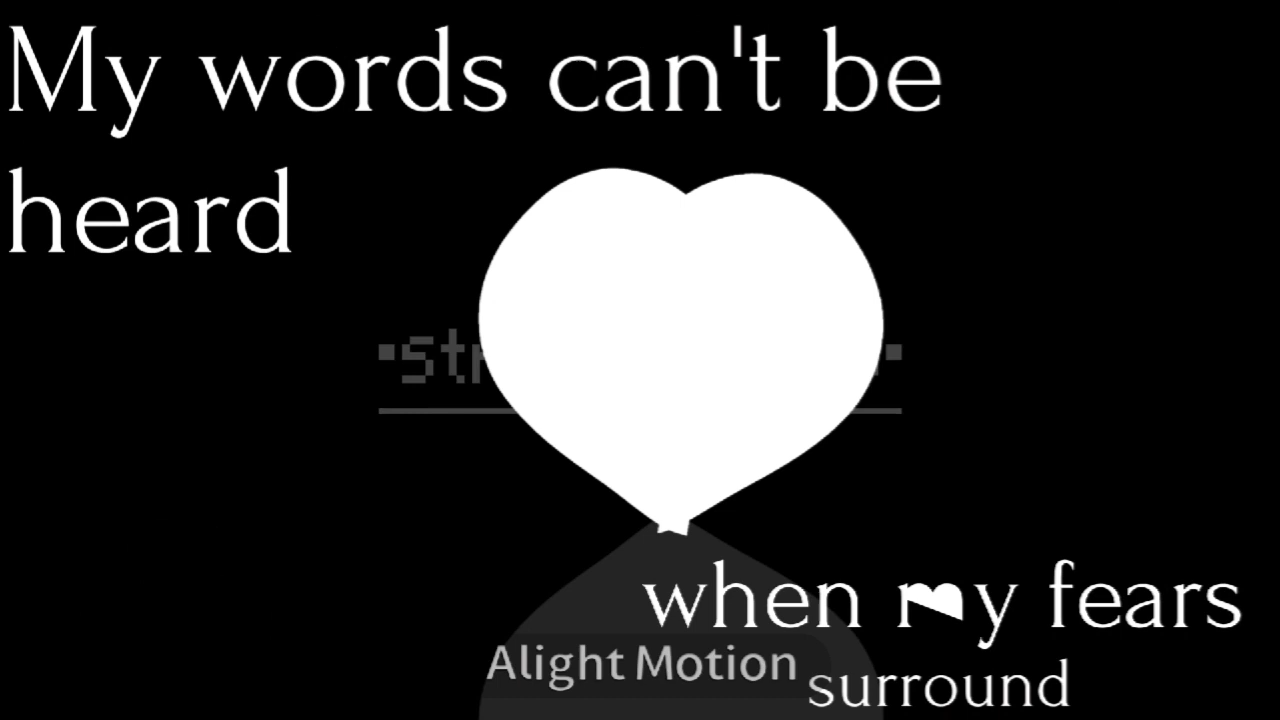 My words can't be
heard
when my fears
Alight Motion
surround